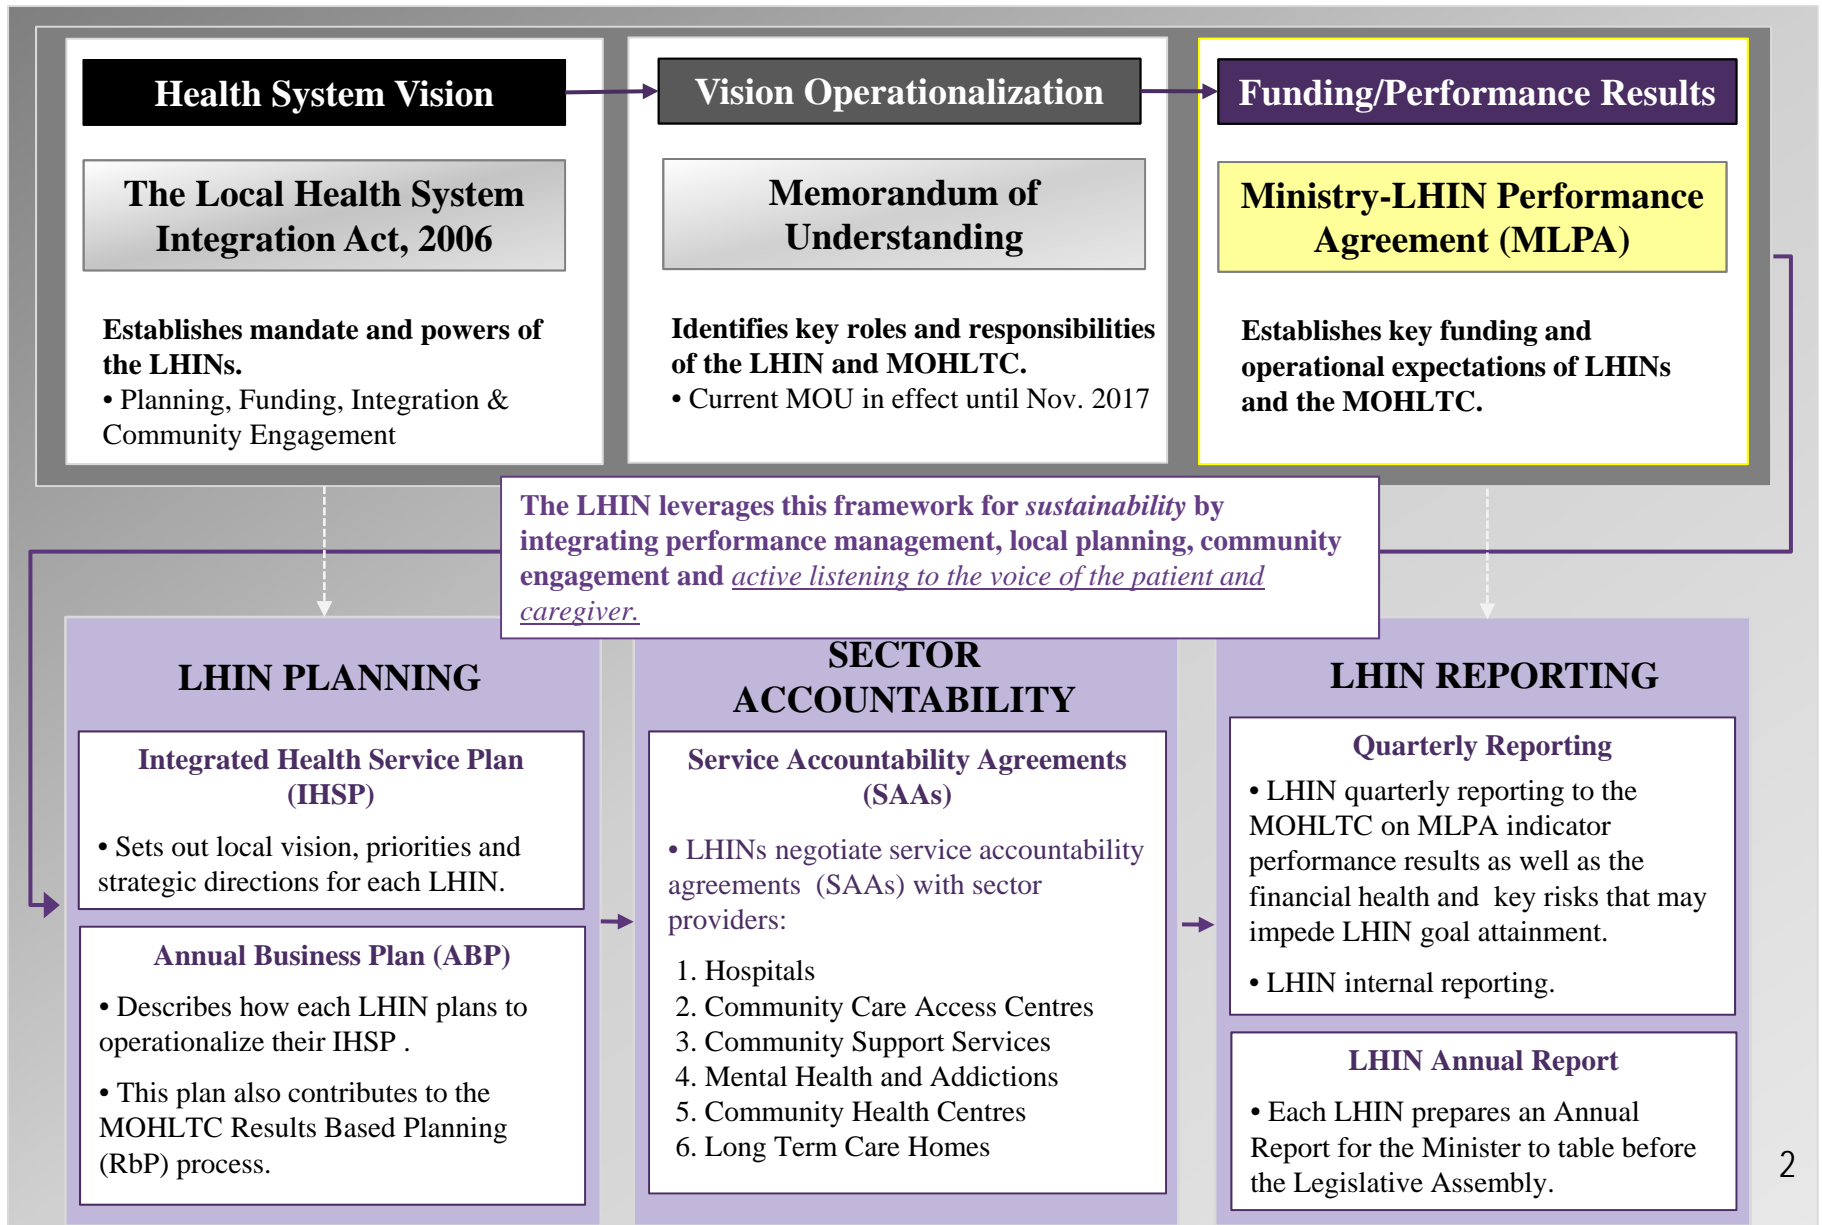 Health System Vision
The Local Health System
Integration Act, 2006
Establishes mandate and powers of
the LHINs.
• Planning, Funding, Integration &
Community Engagement
Vision Operationalization
Memorandum of
Understanding
Identifies key roles and responsibilities
of the LHIN and MOHLTC.
• Current MOU in effect until Nov. 2017
Funding/Performance Results
Ministry-LHIN Performance
Agreement (MLPA)
Establishes key funding and
operational expectations of LHINs
and the MOHLTC.
The LHIN leverages this framework for sustainability by
integrating performance management, local planning, community
engagement and active listening to the voice of the patient and
caregiver.
LHIN PLANNING
Integrated Health Service Plan
(IHSP)
• Sets out local vision, priorities and
strategic directions for each LHIN.
Annual Business Plan (ABP)
• Describes how each LHIN plans to
operationalize their IHSP .
• This plan also contributes to the
MOHLTC Results Based Planning
(RbP) process.
SECTOR
ACCOUNTABILITY
Service Accountability Agreements
(SAAs)
• LHINs negotiate service accountability
agreements (SAAs) with sector
providers:
1. Hospitals
2. Community Care Access Centres
3. Community Support Services
4. Mental Health and Addictions
5. Community Health Centres
6. Long Term Care Homes
LHIN REPORTING
Quarterly Reporting
• LHIN quarterly reporting to the
MOHLTC on MLPA indicator
performance results as well as the
financial health and key risks that may
impede LHIN goal attainment.
• LHIN internal reporting.
LHIN Annual Report
• Each LHIN prepares an Annual
Report for the Minister to table before
the Legislative Assembly.
2